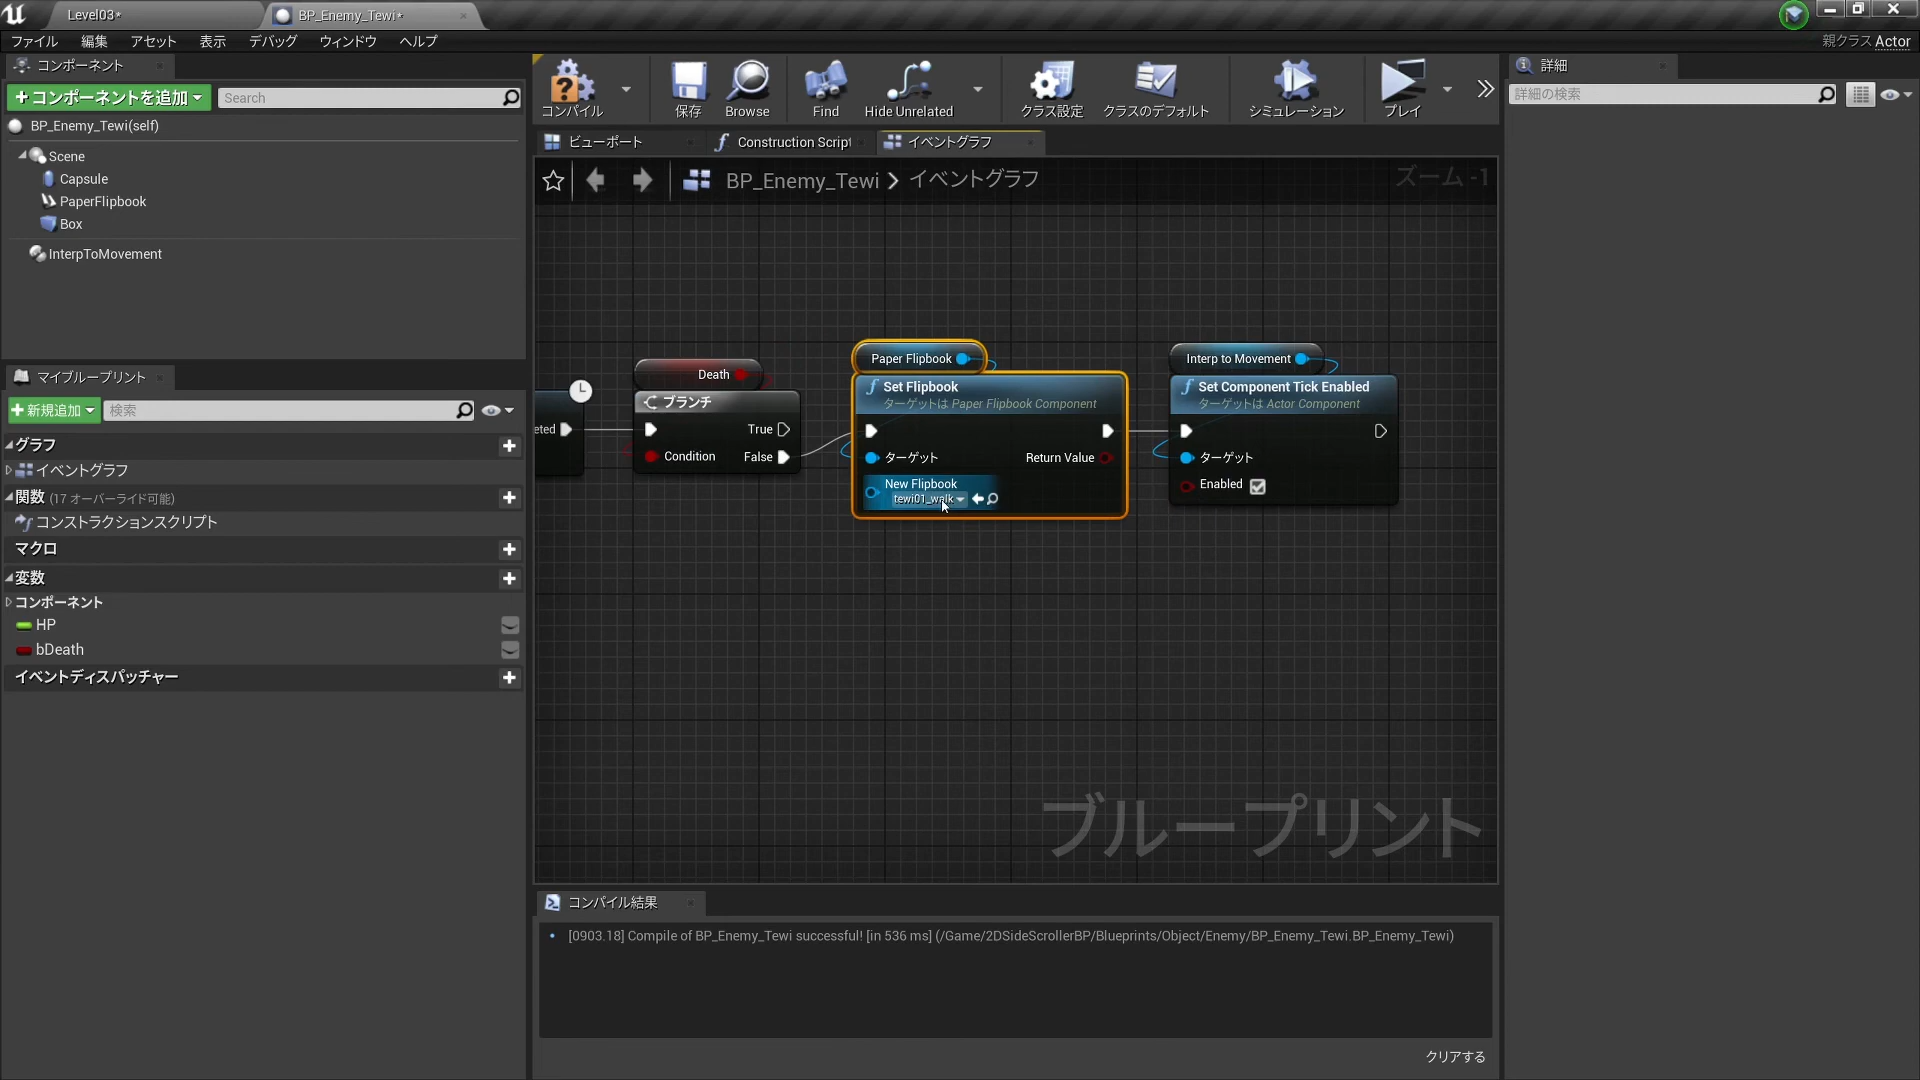 Level03*
BP_Enemy_Tewi*
ファイル
編集
アセット
表示
デバッグ
ウィンドウ
ヘルプ
親クラス Actor
コンポーネント
+コンポーネントを追加
Search
BP_Enemy_Tewi(self)
Scene
Capsule
PaperFlipbook
Box
InterpToMovement
マイブループリント
+新規追加
検索
グラフ
イベントグラフ
関数 (17 オーバーライド可能)
コンストラクションスクリプト
マクロ
変数
コンポーネント
HP
bDeath
イベントディスパッチャー
コンパイル
保存
Browse
Find
Hide Unrelated
クラス設定
クラスのデフォルト
シミュレーション
プレイ
ビューポート
Construction Script
イベントグラフ
BP_Enemy_Tewi > イベントグラフ
ズーム -1
eted
Death
ブランチ
True
Condition
False
Paper Flipbook
Set Flipbook
ターゲットは Paper Flipbook Component
ターゲット
Return Value
New Flipbook
tewi01_walk
Interp to Movement
Set Component Tick Enabled
ターゲットは Actor Component
ターゲット
Enabled
ブループリント
コンパイル結果
[0903.18] Compile of BP_Enemy_Tewi successful! [in 536 ms] (/Game/2DSideScrollerBP/Blueprints/Object/Enemy/BP_Enemy_Tewi.BP_Enemy_Tewi)
クリアする
詳細
詳細の検索